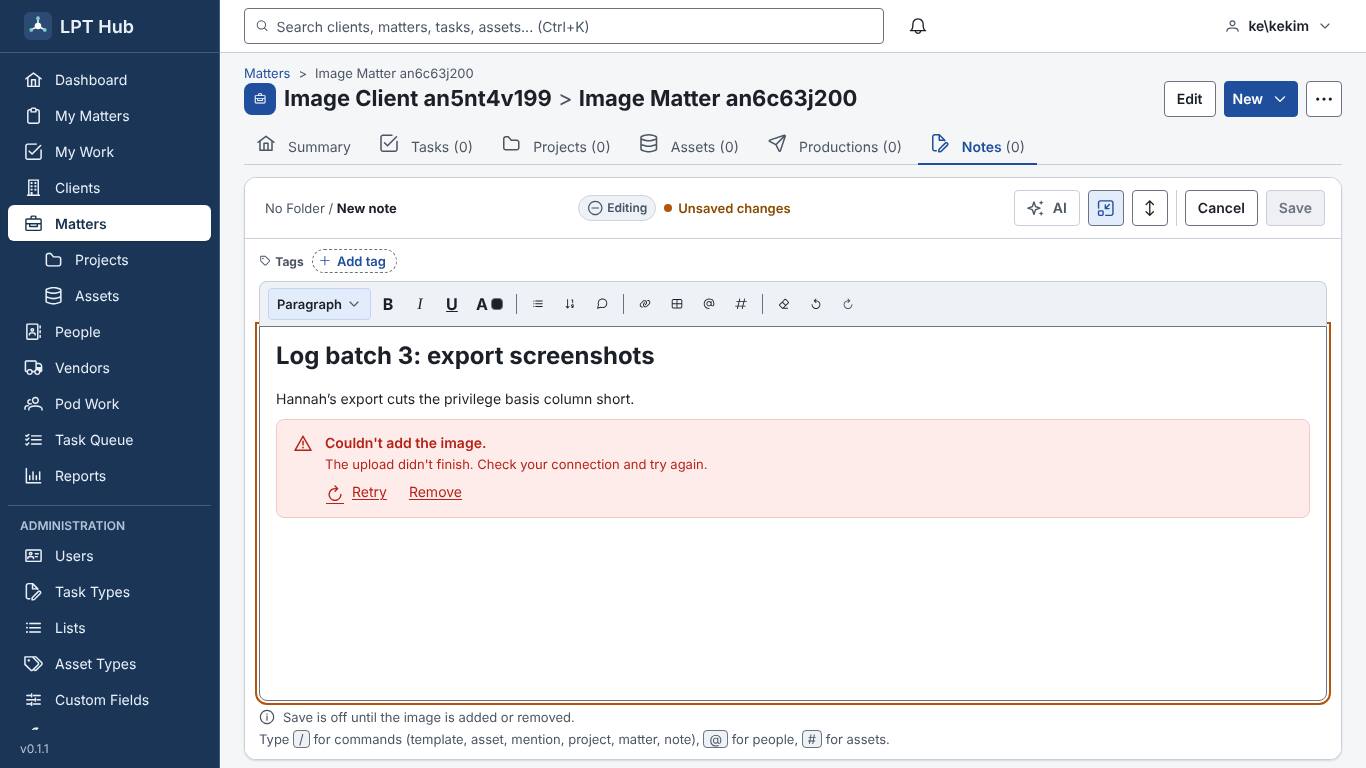 LPT Hub
Search clients, matters, tasks, assets... (Ctrl+K)
ke\kekim
Dashboard
My Matters
My Work
Clients
Matters
Projects
Assets
People
Vendors
Pod Work
Task Queue
Reports
ADMINISTRATION
Users
Task Types
Lists
Asset Types
Custom Fields
v0.1.1
Matters > Image Matter an6c63j200
Image Client an5nt4v199 > Image Matter an6c63j200
Edit
New
Summary
Tasks (0)
Projects (0)
Assets (0)
Productions (0)
Notes (0)
No Folder / New note
Editing
Unsaved changes
AI
Cancel
Save
Tags
Add tag
Paragraph
B I U A
Log batch 3: export screenshots
Hannah’s export cuts the privilege basis column short.
Couldn't add the image.
The upload didn't finish. Check your connection and try again.
Retry
Remove
Save is off until the image is added or removed.
Type / for commands (template, asset, mention, project, matter, note), @ for people, # for assets.